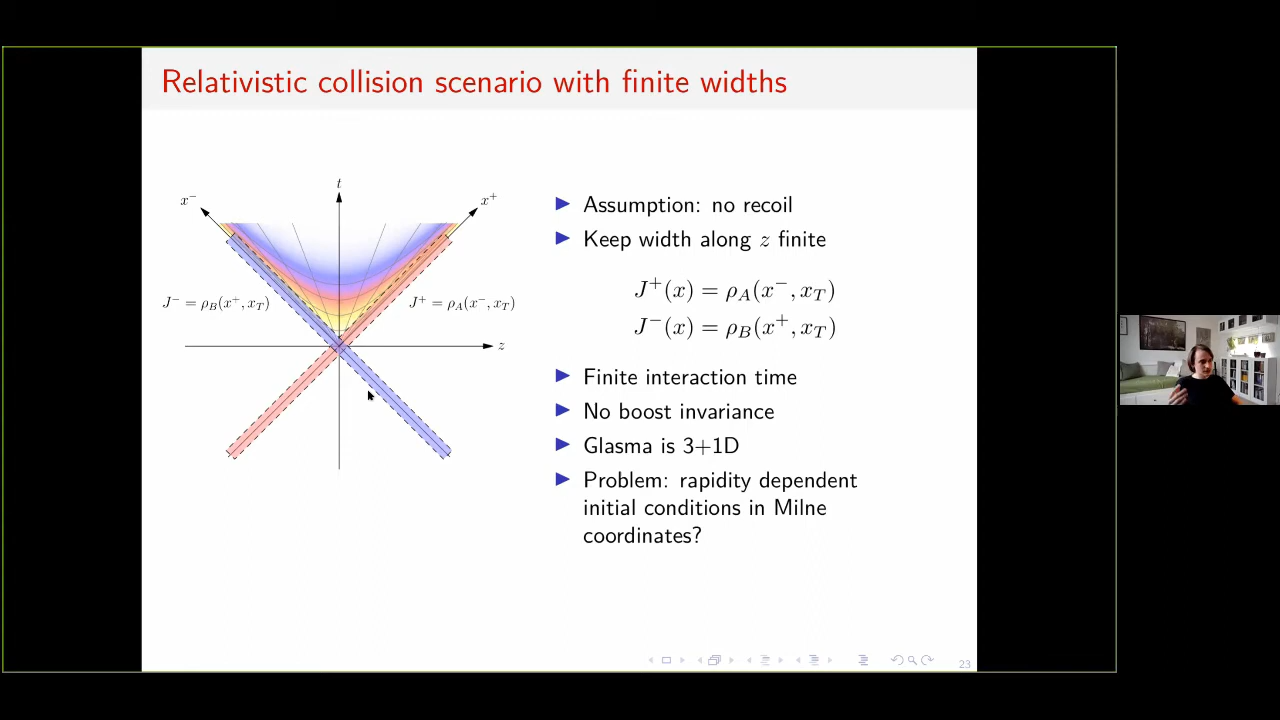 Relativistic collision scenario with finite widths
t
x⁻
x⁺
J⁻ = ρ_B(x⁺, x_T)
J⁺ = ρ_A(x⁻, x_T)
z
▶ Assumption: no recoil
▶ Keep width along z finite
J⁺(x) = ρ_A(x⁻, x_T)
J⁻(x) = ρ_B(x⁺, x_T)
▶ Finite interaction time
▶ No boost invariance
▶ Glasma is 3+1D
▶ Problem: rapidity dependent
initial conditions in Milne
coordinates?
23